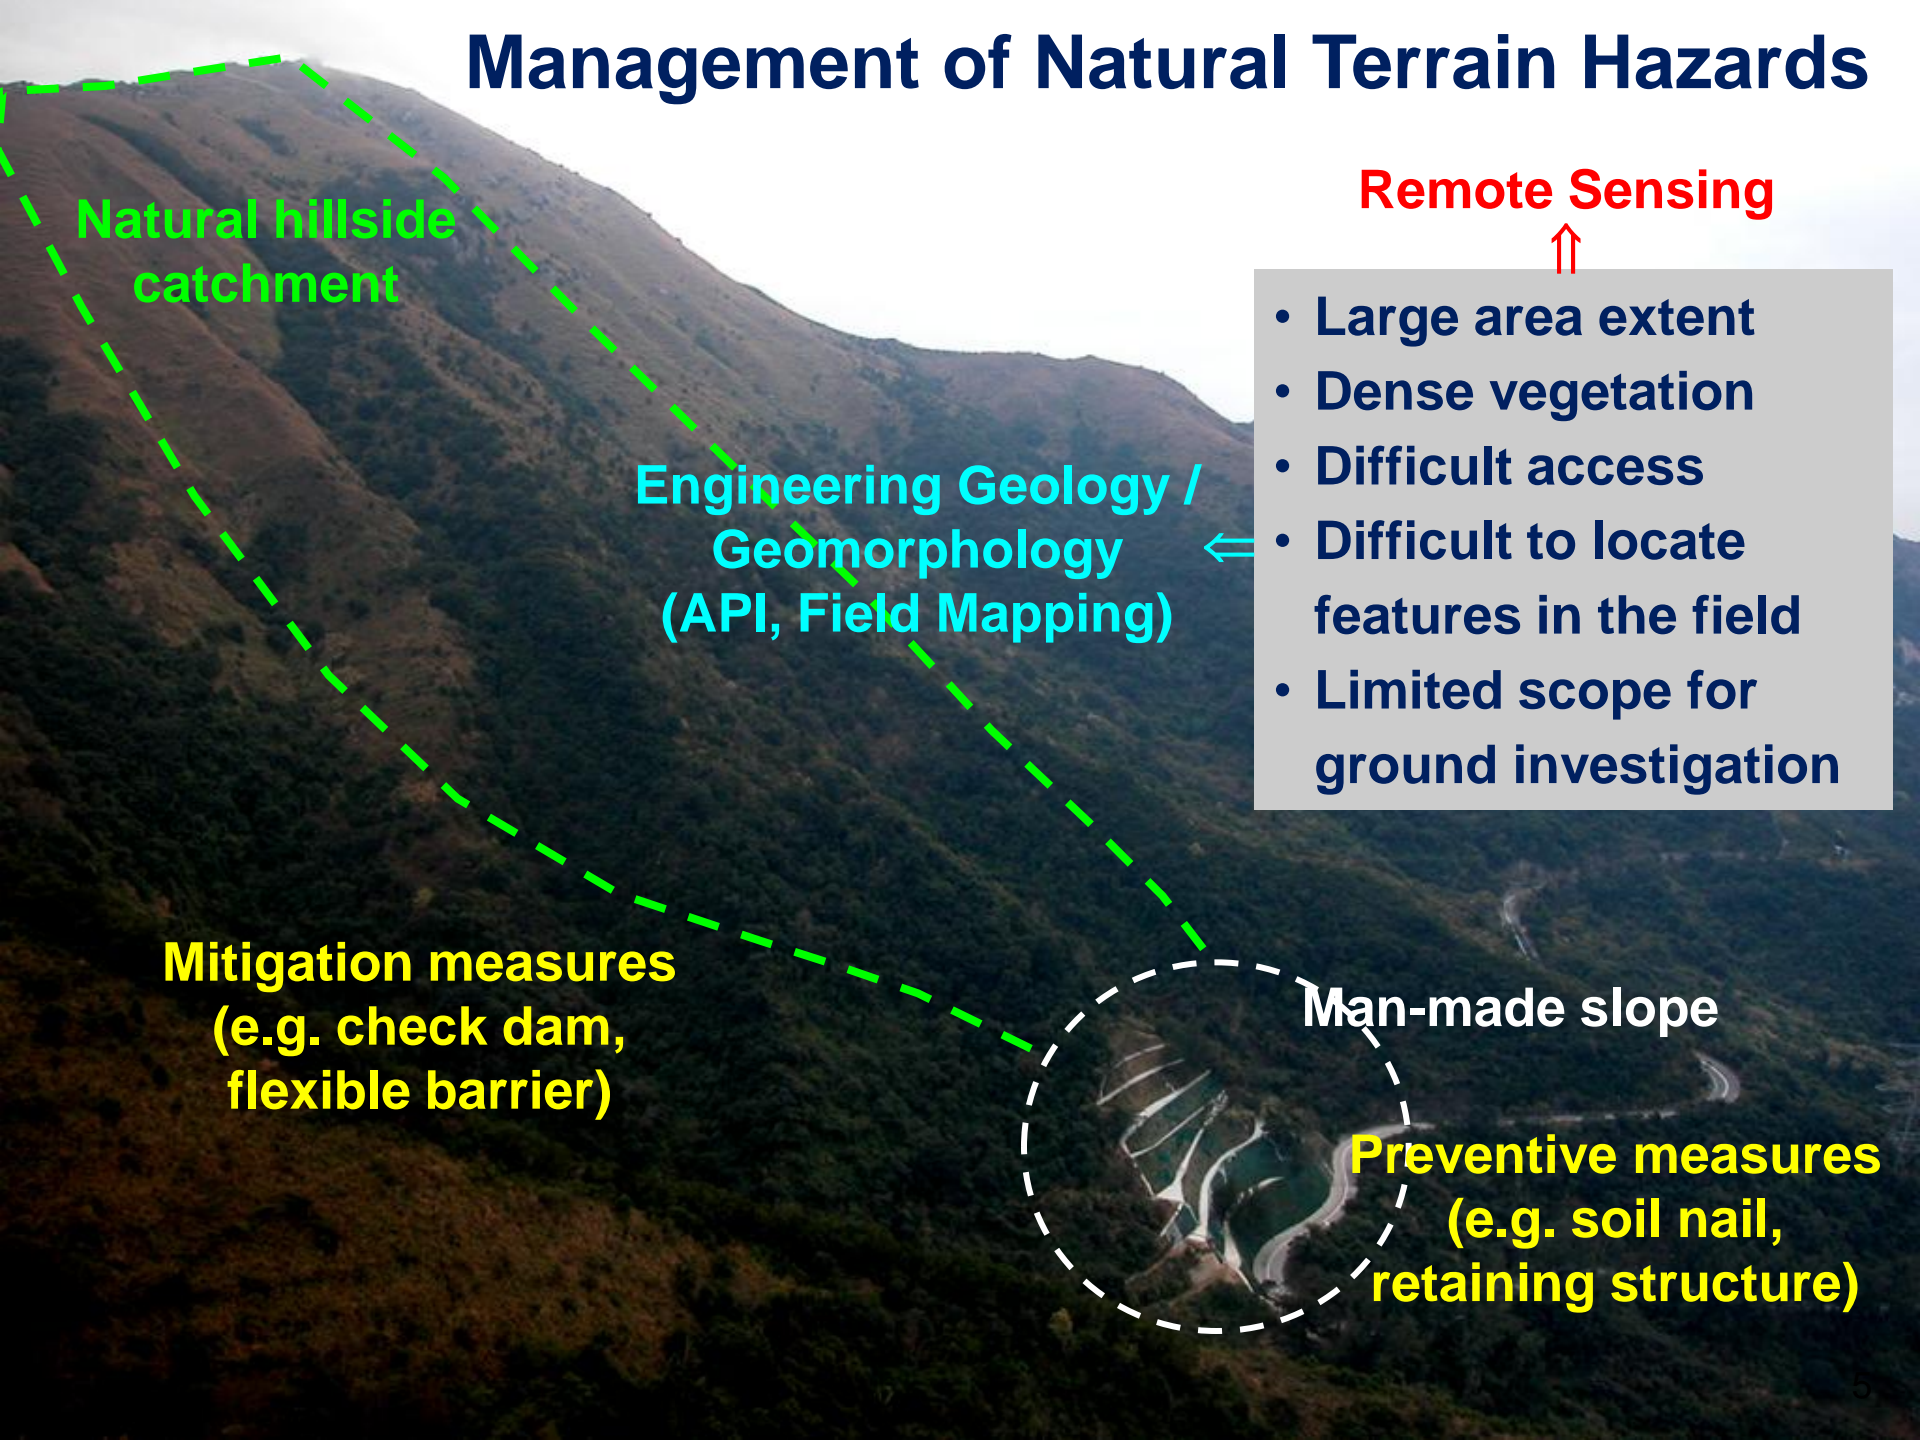 Management of Natural Terrain Hazards
Remote Sensing
⇑
Natural hillside
catchment
• Large area extent
• Dense vegetation
• Difficult access
• Difficult to locate
features in the field
• Limited scope for
ground investigation
Engineering Geology /
Geomorphology ⇐
(API, Field Mapping)
Mitigation measures
(e.g. check dam,
flexible barrier)
Man-made slope
Preventive measures
(e.g. soil nail,
retaining structure)
5